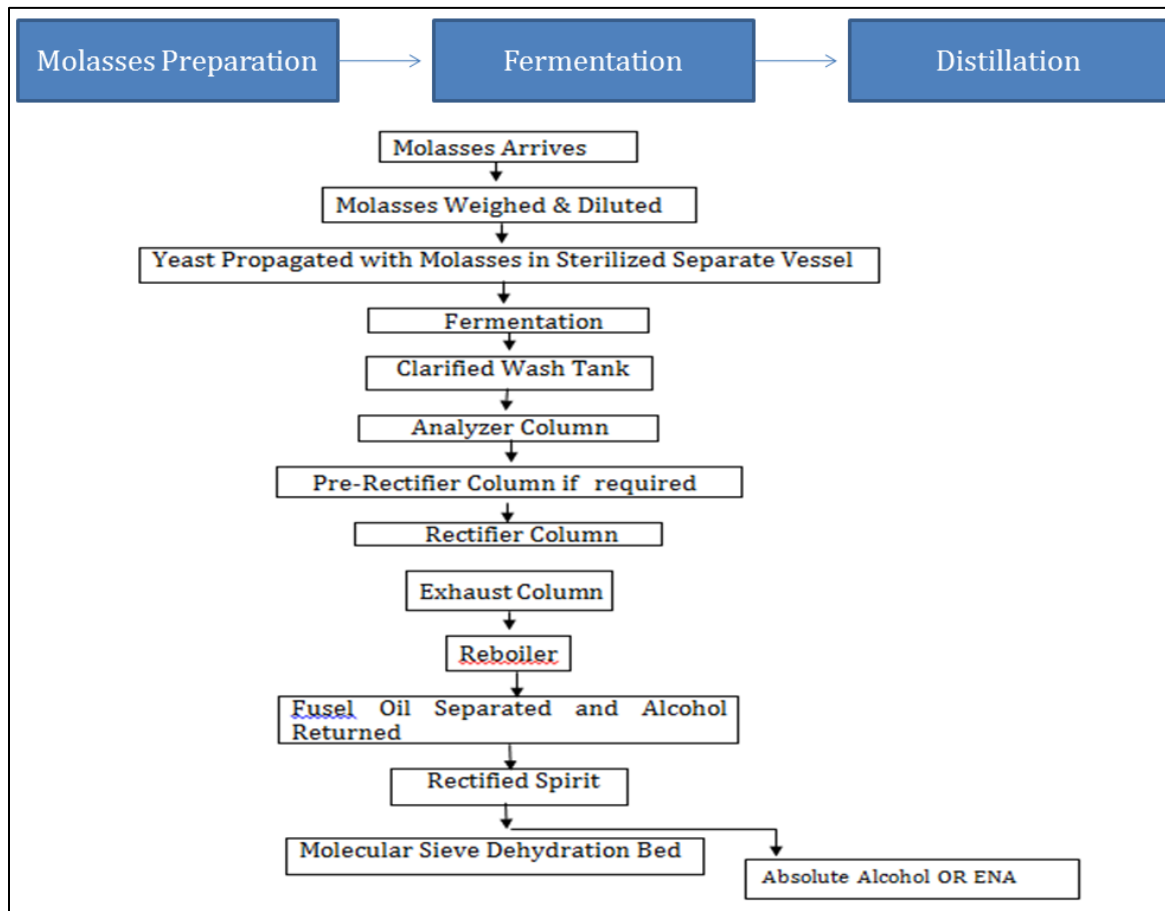 Molasses Preparation
Fermentation
Distillation
Molasses Arrives
Molasses Weighed & Diluted
Yeast Propagated with Molasses in Sterilized Separate Vessel
Fermentation
Clarified Wash Tank
Analyzer Column
Pre-Rectifier Column if required
Rectifier Column
Exhaust Column
Reboiler
Fusel Oil Separated and Alcohol
Returned
Rectified Spirit
Molecular Sieve Dehydration Bed
Absolute Alcohol OR ENA